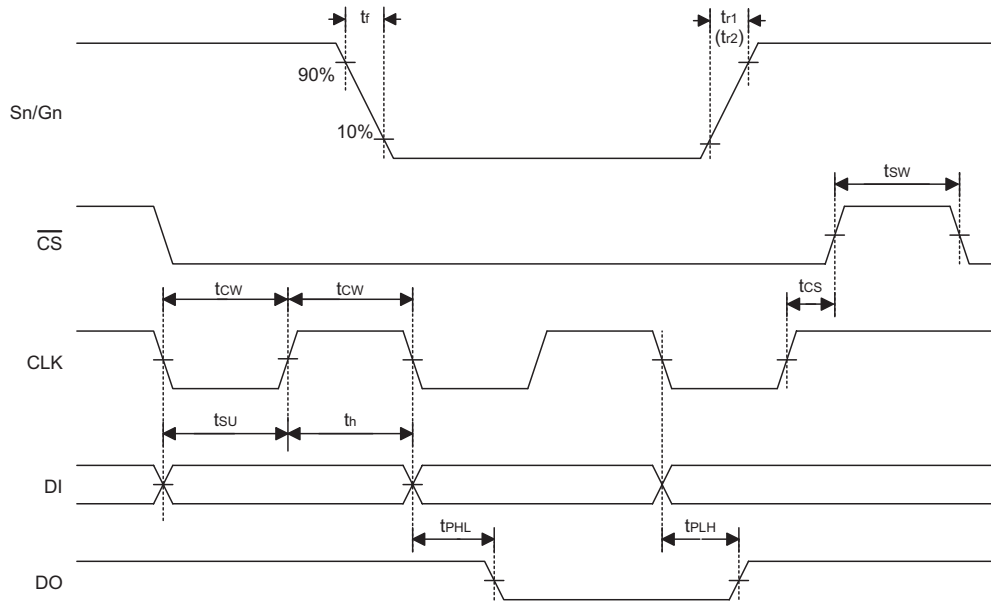 tf
tr1
(tr2)
90%
Sn/Gn
10%
tSW
CS
tCW tCW
tCS
CLK
tSU th
DI
tPHL tPLH
DO